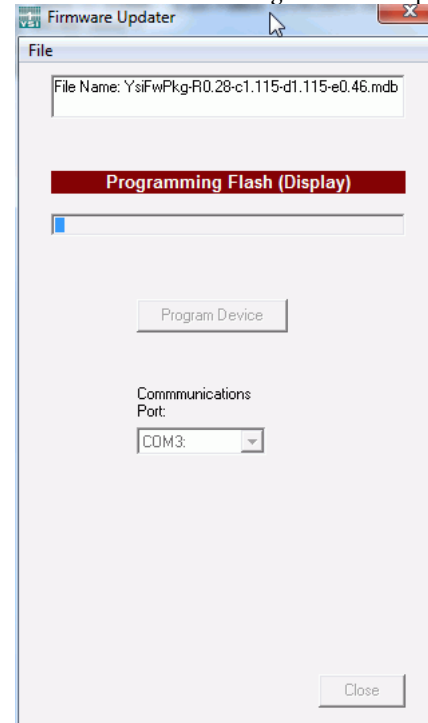 YSI Firmware Updater
File
File Name: YsiFwPkg-R0.28-c1.115-d1.115-e0.46.mdb
Programming Flash (Display)
Program Device
Commmunications
Port:
COM3:
Close